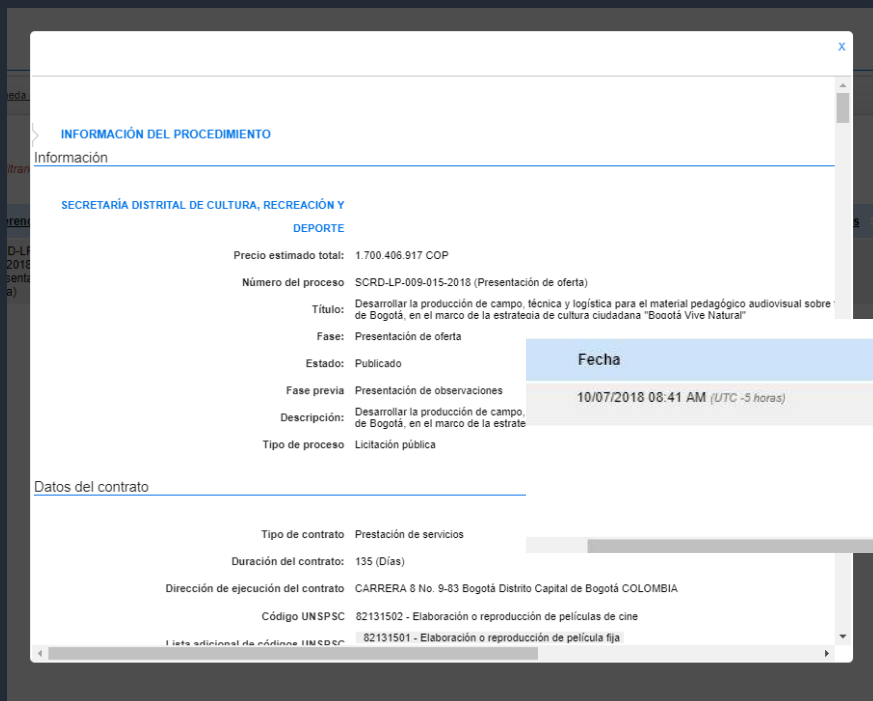 X
INFORMACIÓN DEL PROCEDIMIENTO
Información
SECRETARÍA DISTRITAL DE CULTURA, RECREACIÓN Y
DEPORTE
Precio estimado total: 1.700.406.917 COP
Número del proceso SCRD-LP-009-015-2018 (Presentación de oferta)
Título: Desarrollar la producción de campo, técnica y logística para el material pedagógico audiovisual sobre
de Bogotá, en el marco de la estrategia de cultura ciudadana "Bogotá Vive Natural"
Fase: Presentación de oferta
Estado: Publicado
Fase previa Presentación de observaciones
Descripción: Desarrollar la producción de campo,
de Bogotá, en el marco de la estrate
Tipo de proceso Licitación pública
Fecha
10/07/2018 08:41 AM (UTC -5 horas)
Datos del contrato
Tipo de contrato Prestación de servicios
Duración del contrato: 135 (Días)
Dirección de ejecución del contrato CARRERA 8 No. 9-83 Bogotá Distrito Capital de Bogotá COLOMBIA
Código UNSPSC 82131502 - Elaboración o reproducción de películas de cine
Lista adicional de códigos UNSPSC 82131501 - Elaboración o reproducción de película fija